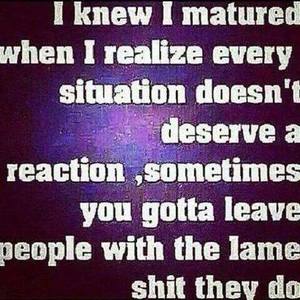 I knew I matured
when I realize every
situation doesn't
deserve a
reaction ,sometimes
you gotta leave
people with the lame
shit they do